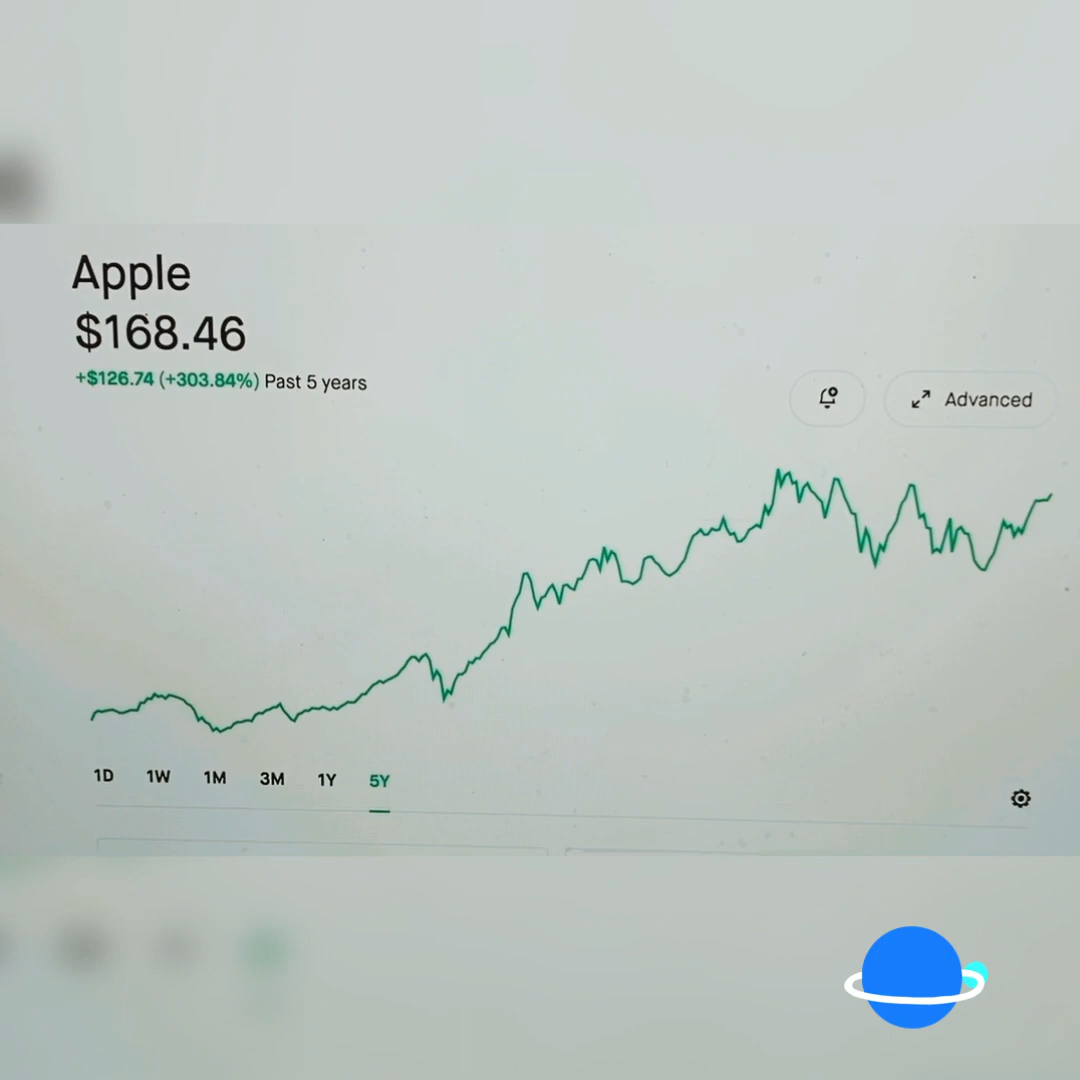 Apple
$168.46
+$126.74 (+303.84%) Past 5 years
Advanced
1D 1W 1M 3M 1Y 5Y